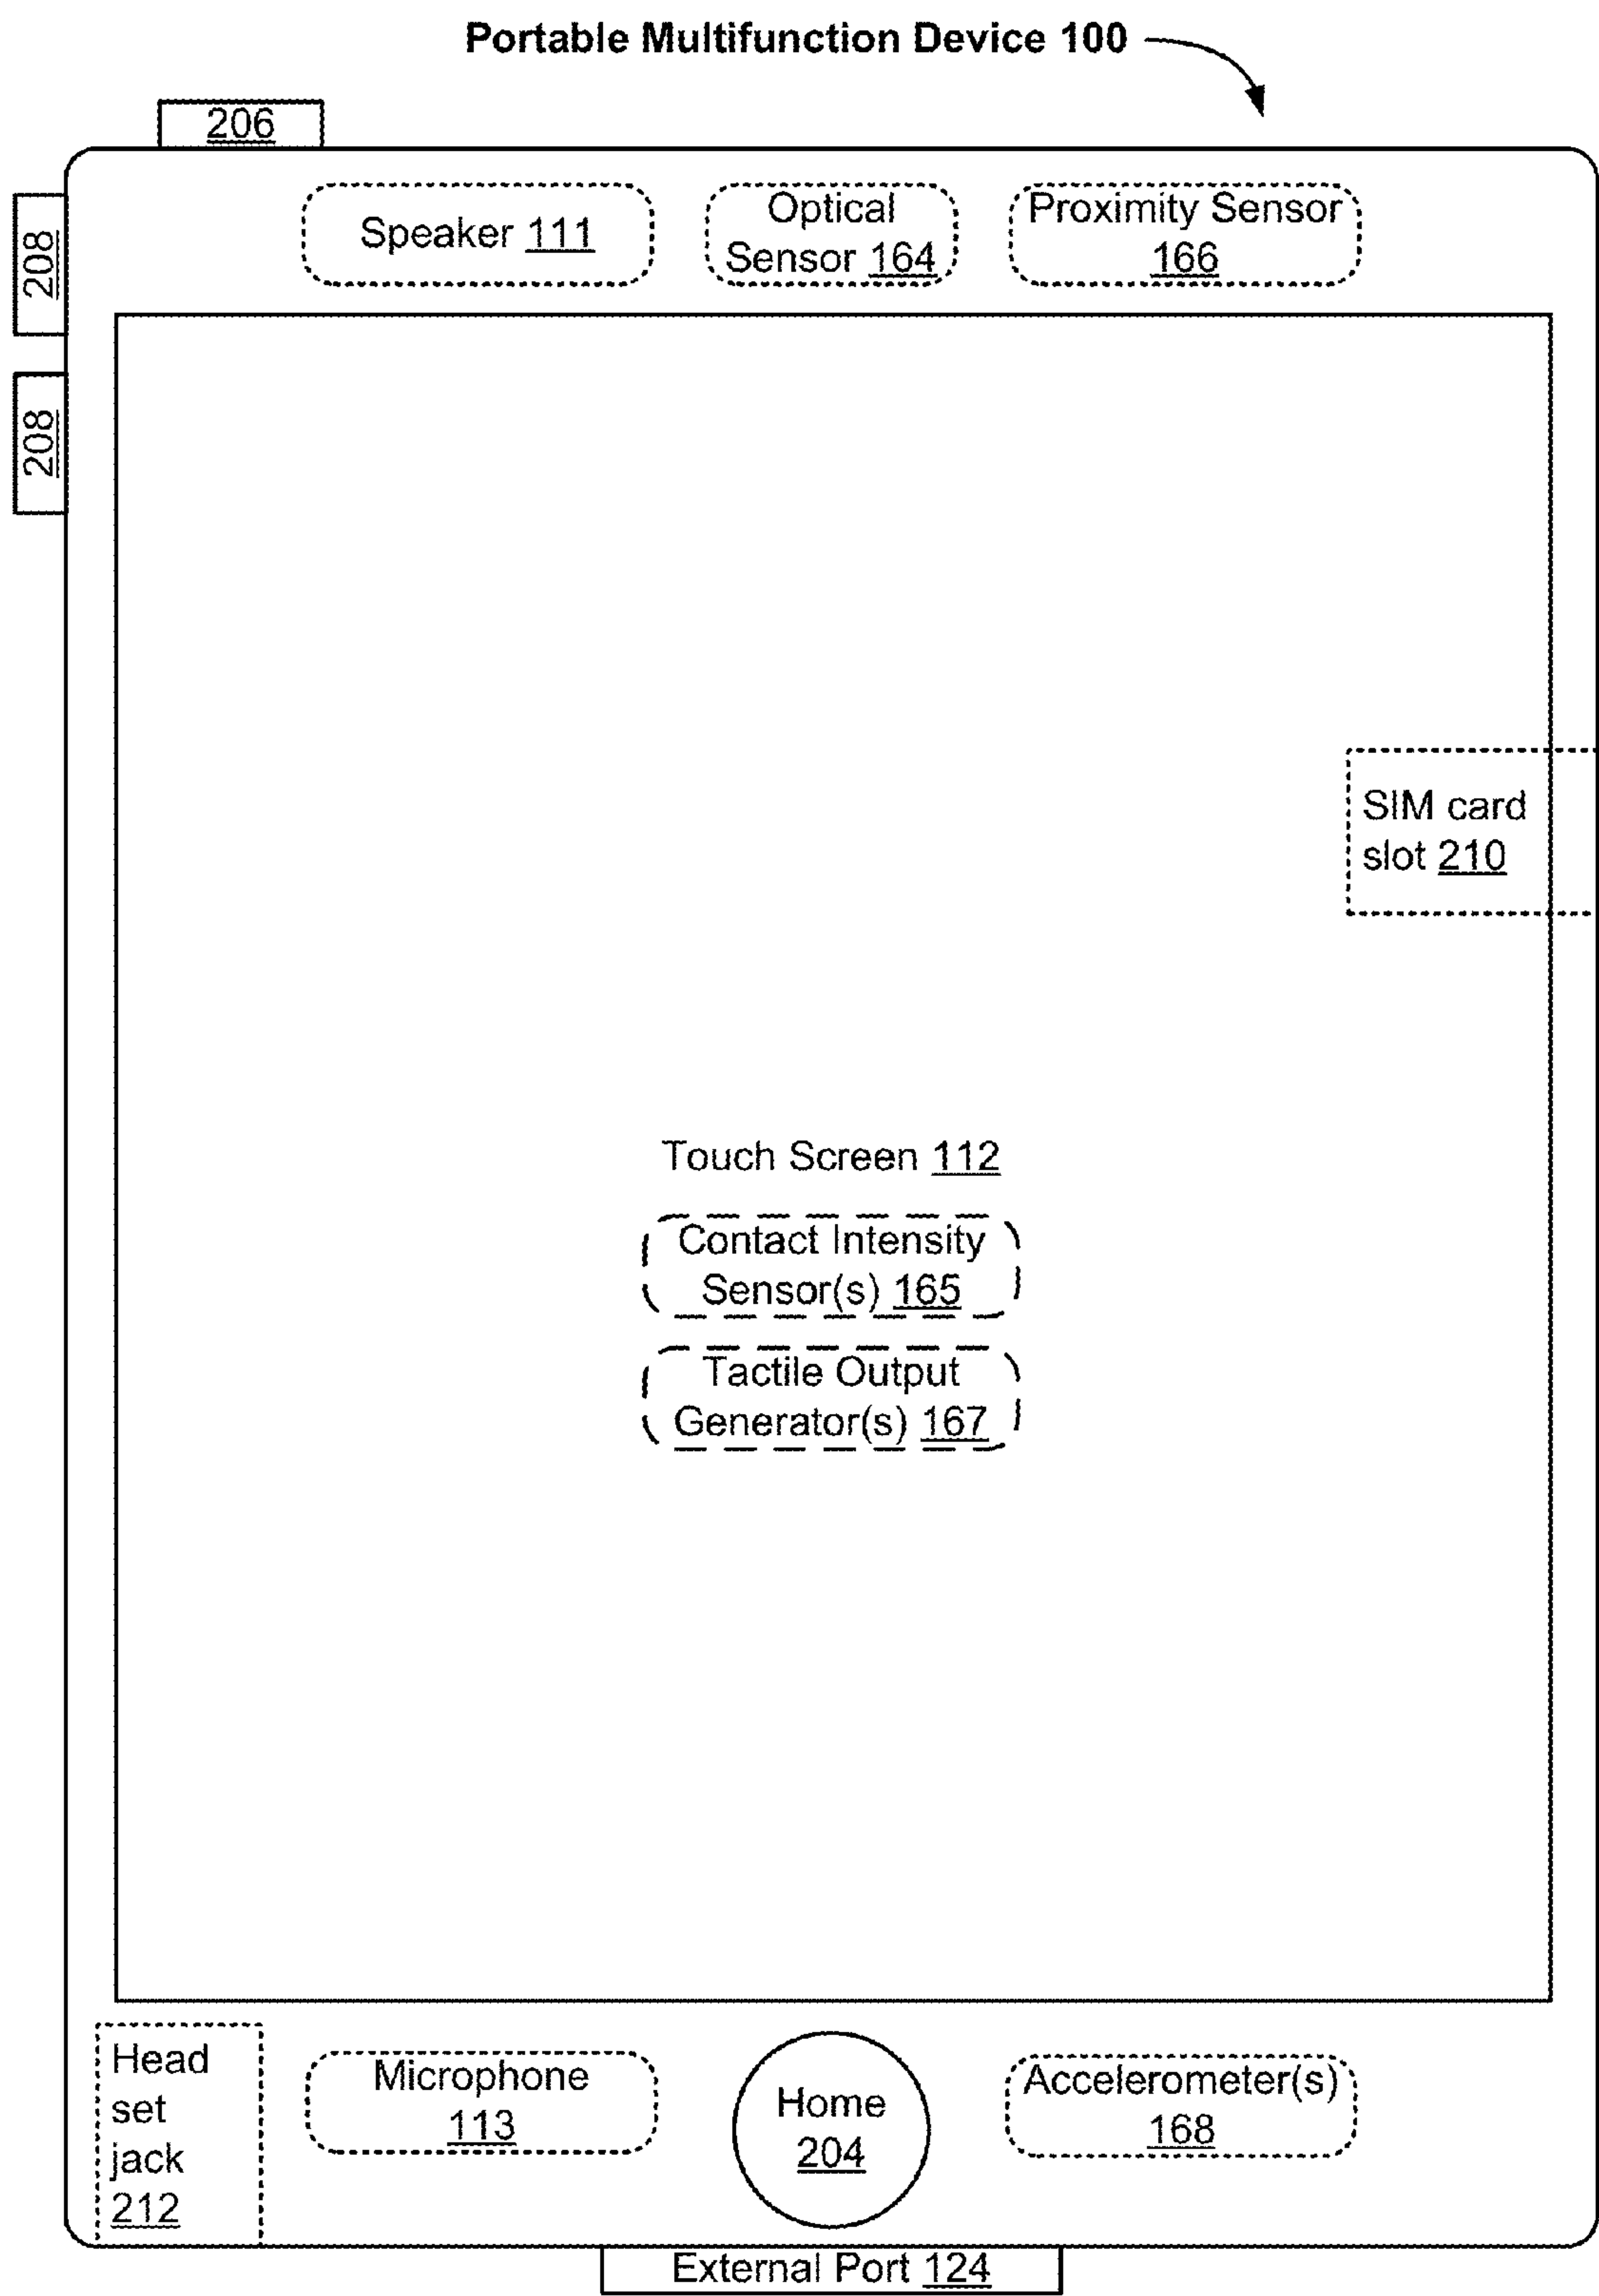 Portable Multifunction Device 100
206
208
208
Speaker 111
Optical
Sensor 164
Proximity Sensor
166
SIM card
slot 210
Touch Screen 112
Contact Intensity
Sensor(s) 165
Tactile Output
Generator(s) 167
Head
set
jack
212
Microphone
113
Home
204
Accelerometer(s)
168
External Port 124